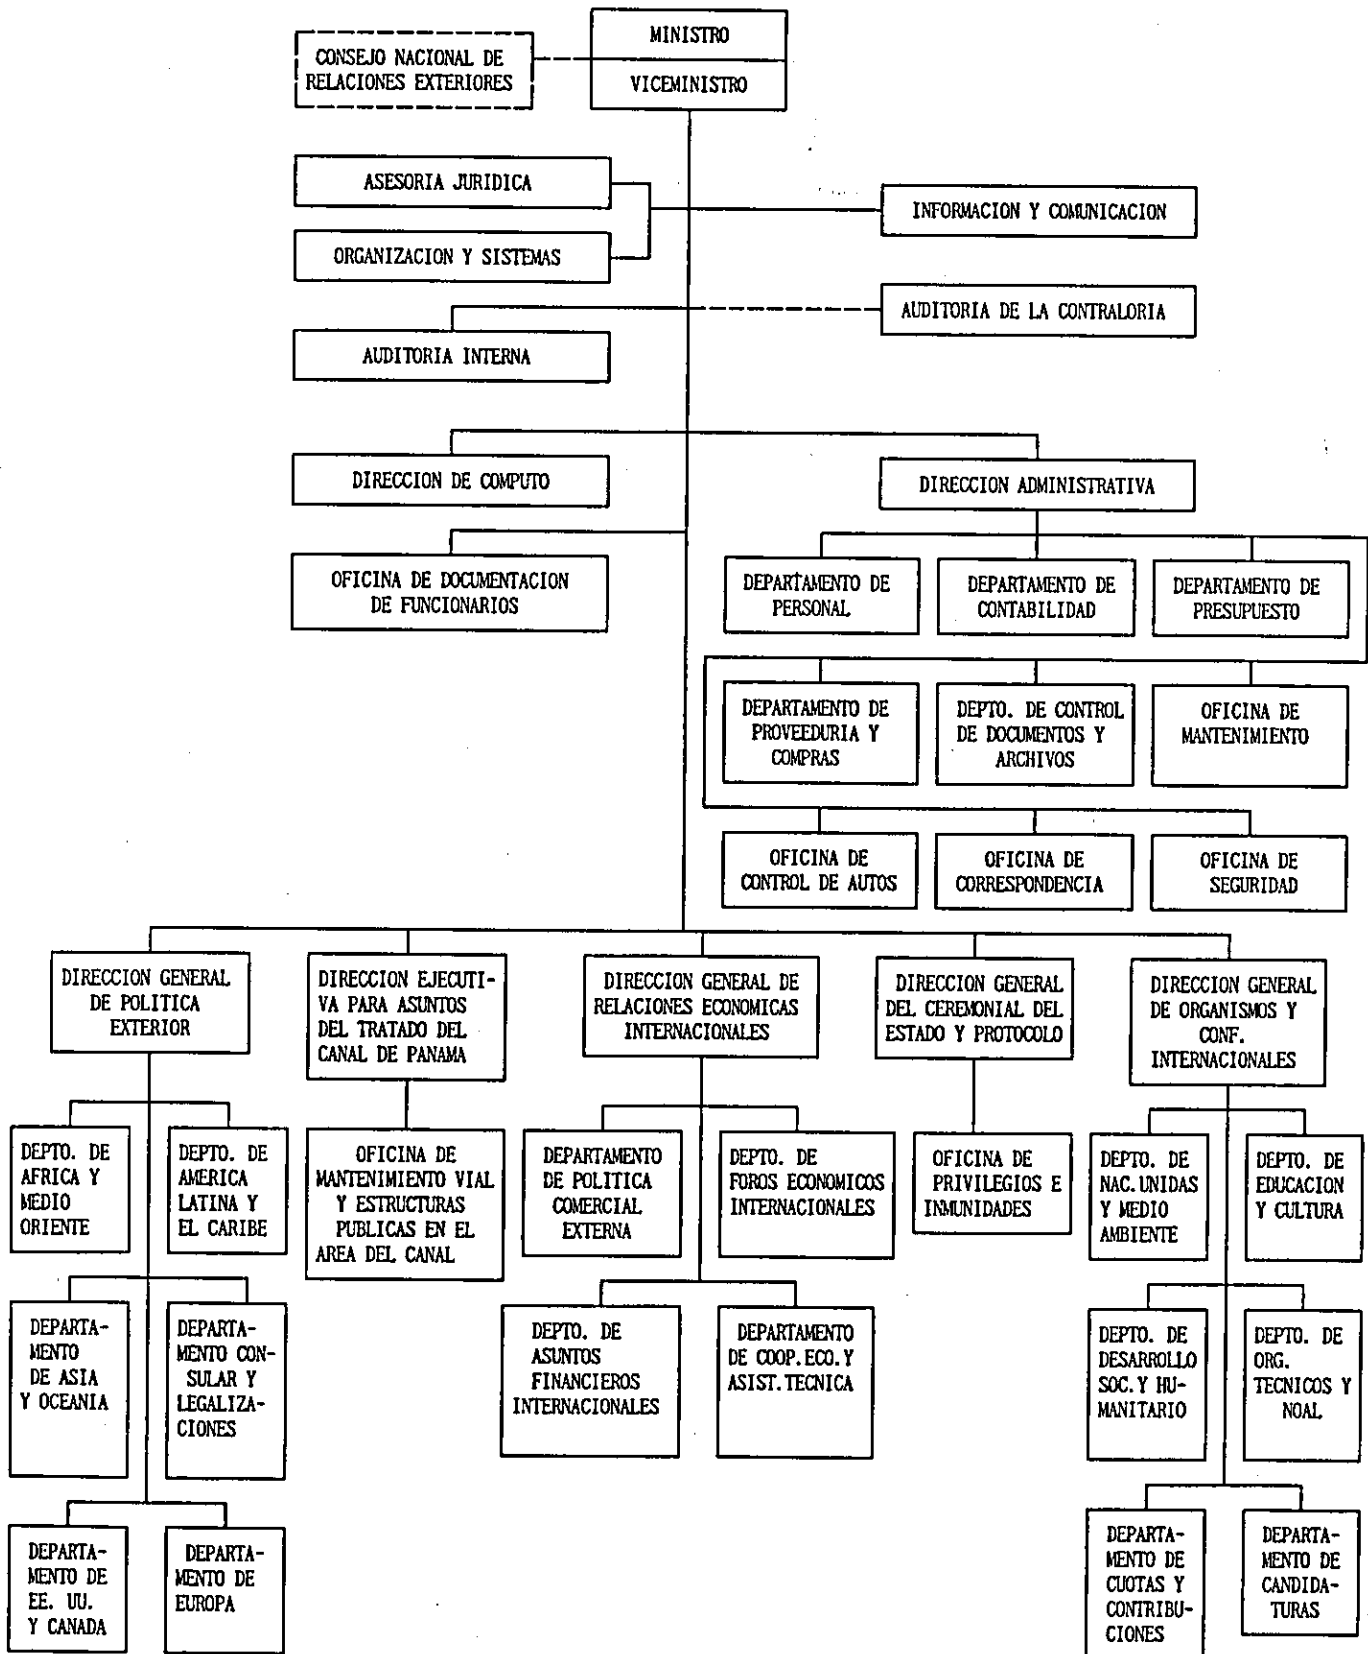 MINISTRO
VICEMINISTRO
CONSEJO NACIONAL DE
RELACIONES EXTERIORES
ASESORIA JURIDICA
INFORMACION Y COMUNICACION
ORGANIZACION Y SISTEMAS
AUDITORIA DE LA CONTRALORIA
AUDITORIA INTERNA
DIRECCION DE COMPUTO
DIRECCION ADMINISTRATIVA
OFICINA DE DOCUMENTACION
DE FUNCIONARIOS
DEPARTAMENTO DE
PERSONAL
DEPARTAMENTO DE
CONTABILIDAD
DEPARTAMENTO DE
PRESUPUESTO
DEPARTAMENTO DE
PROVEEDURIA Y
COMPRAS
DEPTO. DE CONTROL
DE DOCUMENTOS Y
ARCHIVOS
OFICINA DE
MANTENIMIENTO
OFICINA DE
CONTROL DE AUTOS
OFICINA DE
CORRESPONDENCIA
OFICINA DE
SEGURIDAD
DIRECCION GENERAL
DE POLITICA
EXTERIOR
DIRECCION EJECUTI-
VA PARA ASUNTOS
DEL TRATADO DEL
CANAL DE PANAMA
DIRECCION GENERAL DE
RELACIONES ECONOMICAS
INTERNACIONALES
DIRECCION GENERAL
DEL CEREMONIAL DEL
ESTADO Y PROTOCOLO
DIRECCION GENERAL
DE ORGANISMOS Y
CONF.
INTERNACIONALES
DEPTO. DE
AFRICA Y
MEDIO
ORIENTE
DEPTO. DE
AMERICA
LATINA Y
EL CARIBE
OFICINA DE
MANTENIMIENTO VIAL
Y ESTRUCTURAS
PUBLICAS EN EL
AREA DEL CANAL
DEPARTAMENTO
DE POLITICA
COMERCIAL
EXTERNA
DEPTO. DE
FOROS ECONOMICOS
INTERNACIONALES
OFICINA DE
PRIVILEGIOS E
INMUNIDADES
DEPTO. DE
NAC.UNIDAS
Y MEDIO
AMBIENTE
DEPTO. DE
EDUCACION
Y CULTURA
DEPARTA-
MENTO
DE ASIA
Y OCEANIA
DEPARTA-
MENTO CON-
SULAR Y
LEGALIZA-
CIONES
DEPTO. DE
ASUNTOS
FINANCIEROS
INTERNACIONALES
DEPARTAMENTO
DE COOP.ECO.Y
ASIST.TECNICA
DEPTO. DE
DESARROLLO
SOC.Y HU-
MANITARIO
DEPTO. DE
ORG.
TECNICOS Y
NOAL
DEPARTA-
MENTO DE
EE. UU.
Y CANADA
DEPARTA-
MENTO DE
EUROPA
DEPARTA-
MENTO DE
CUOTAS Y
CONTRIBU-
CIONES
DEPARTA-
MENTO DE
CANDIDA-
TURAS